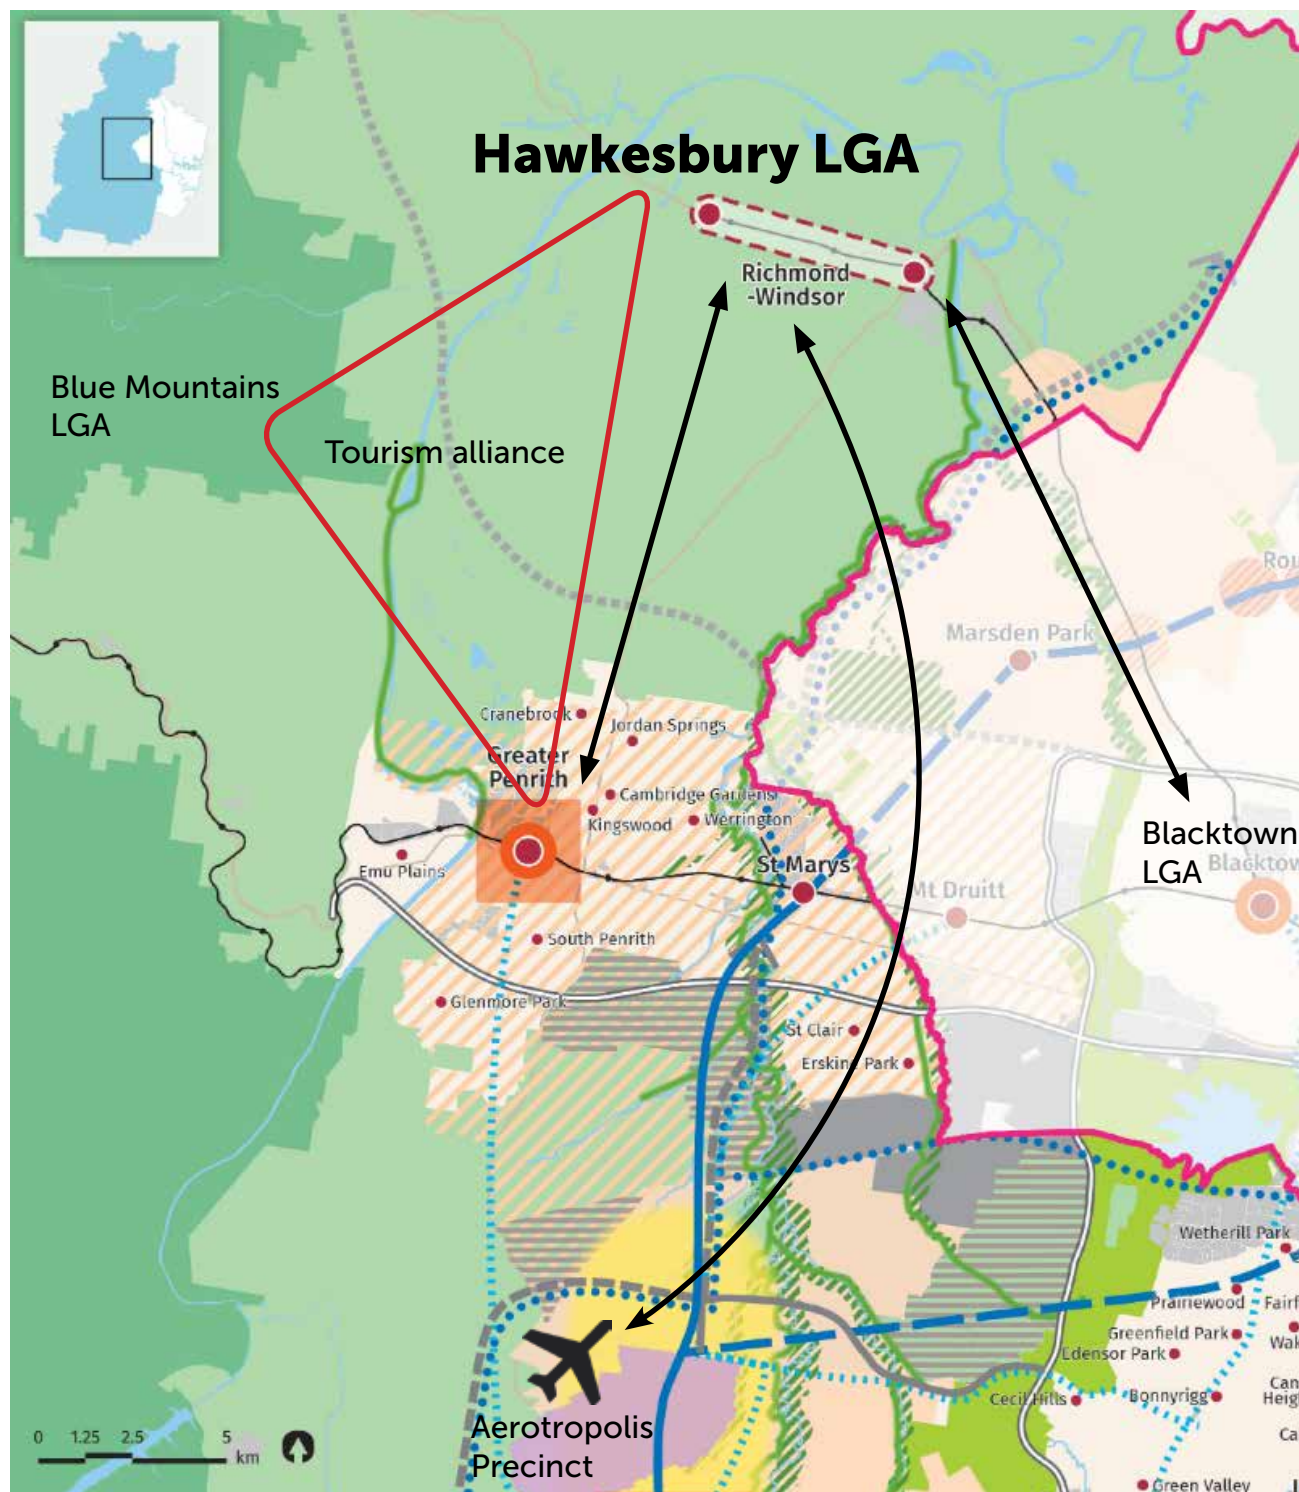 Hawkesbury LGA
Richmond
-Windsor
Blue Mountains
LGA
Tourism alliance
Marsden Park
Cranebrook
Jordan Springs
Greater
Penrith
Cambridge Gardens
Kingswood
Werrington
Emu Plains
St Marys
Mt Druitt
Blacktown
LGA
South Penrith
Glenmore Park
St Clair
Erskine Park
Wetherill Park
Prairiewood
Greenfield Park
Edensor Park
Cecil Hills
Bonnyrigg
Green Valley
Aerotropolis
Precinct
0 1.25 2.5 5
km